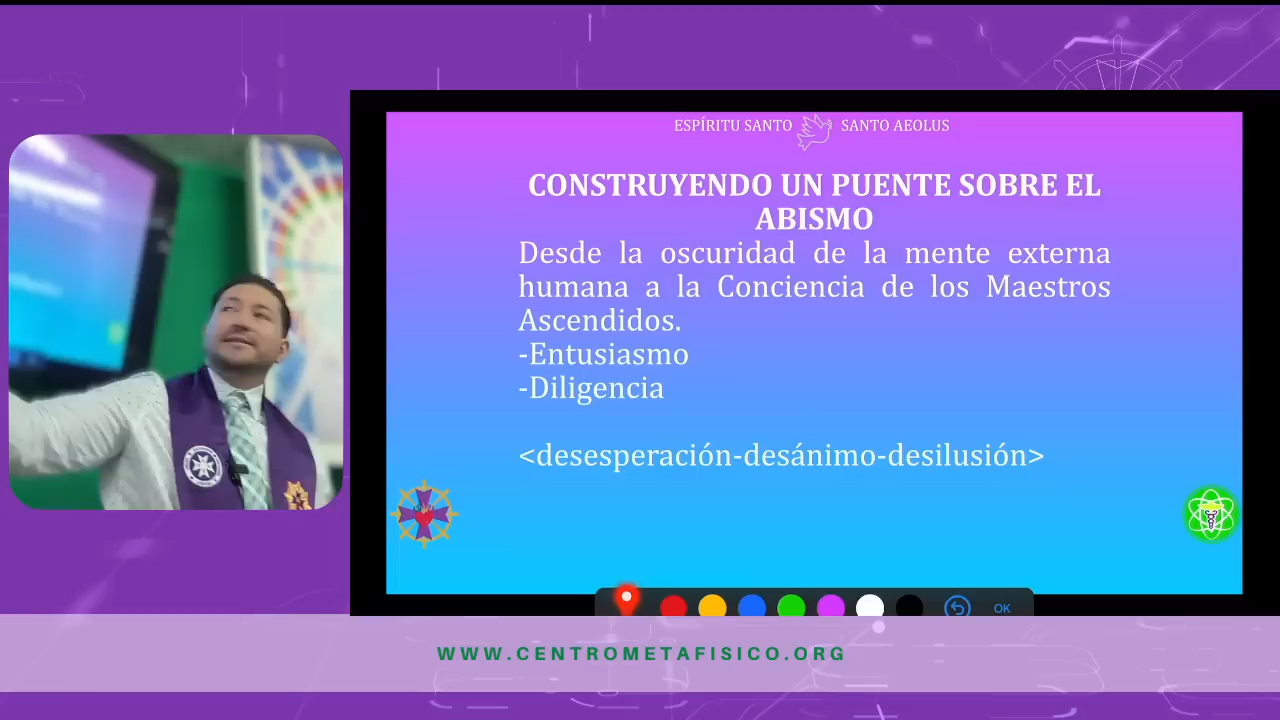 ESPÍRITU SANTO SANTO AEOLUS
CONSTRUYENDO UN PUENTE SOBRE EL
ABISMO
Desde la oscuridad de la mente externa
humana a la Conciencia de los Maestros
Ascendidos.
-Entusiasmo
-Diligencia
<desesperación-desánimo-desilusión>
OK
WWW.CENTROMETAFISICO.ORG